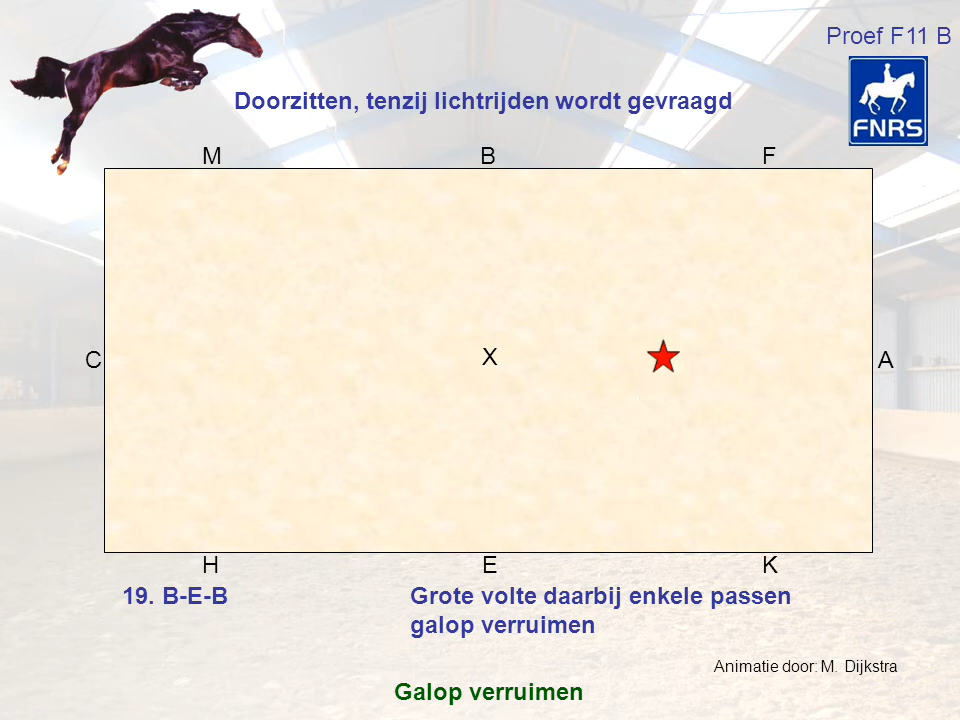 Proef F11 B
FNRS
Doorzitten, tenzij lichtrijden wordt gevraagd
M B F
C X A
H E K
19. B-E-B Grote volte daarbij enkele passen
galop verruimen
Animatie door: M. Dijkstra
Galop verruimen